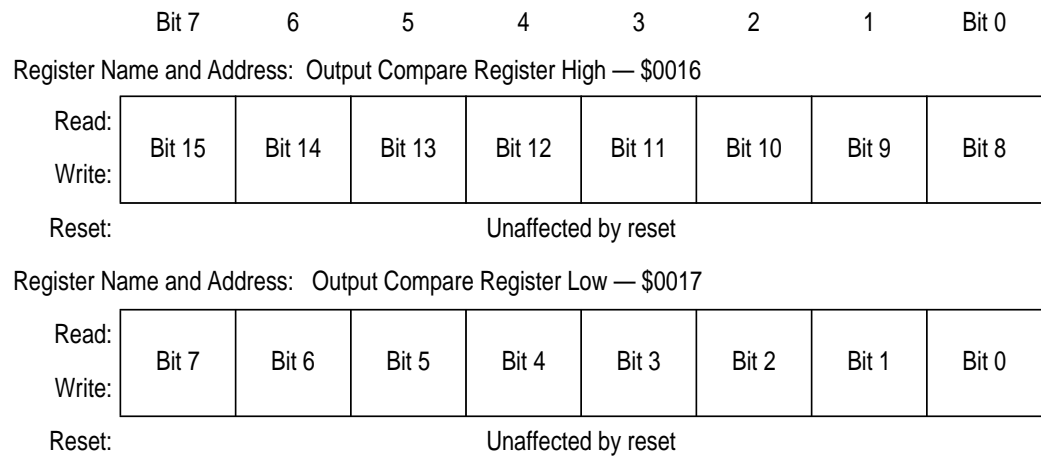 Bit 7 6 5 4 3 2 1 Bit 0
Register Name and Address: Output Compare Register High — $0016
Read:
Bit 15 Bit 14 Bit 13 Bit 12 Bit 11 Bit 10 Bit 9 Bit 8
Write:
Reset: Unaffected by reset
Register Name and Address: Output Compare Register Low — $0017
Read:
Bit 7 Bit 6 Bit 5 Bit 4 Bit 3 Bit 2 Bit 1 Bit 0
Write:
Reset: Unaffected by reset